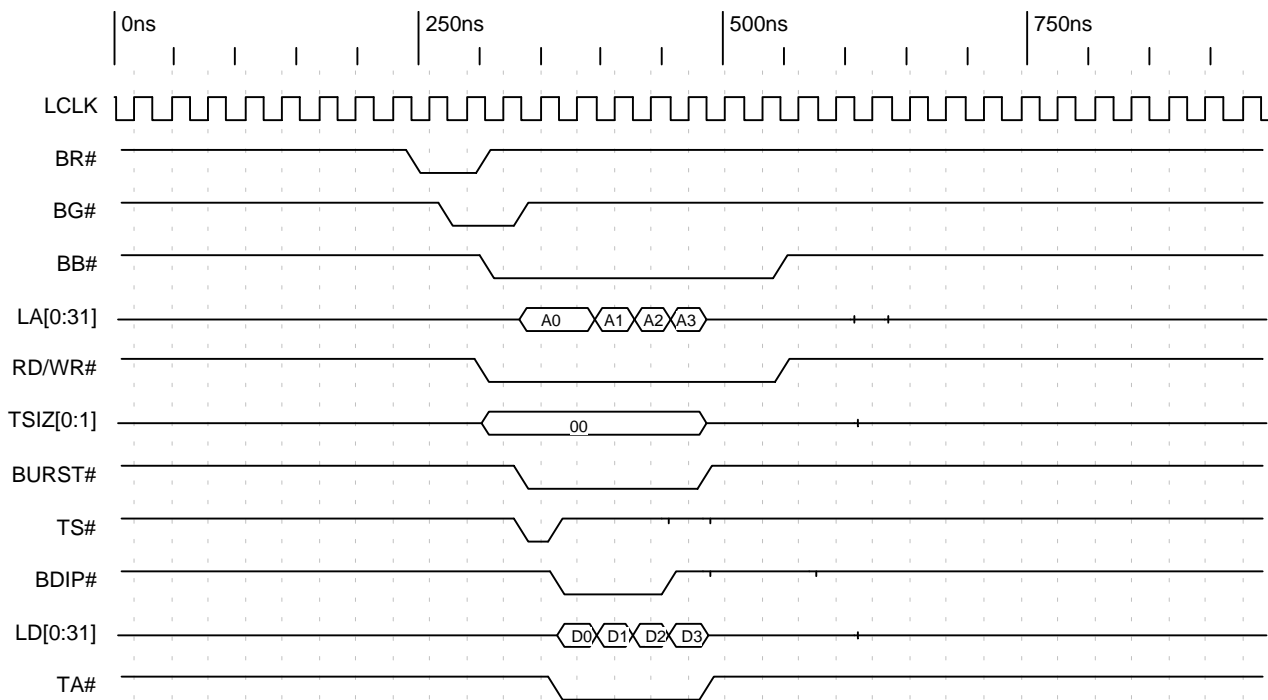 0ns 250ns 500ns 750ns
LCLK
BR#
BG#
BB#
LA[0:31] A0 A1 A2 A3
RD/WR#
TSIZ[0:1] 00
BURST#
TS#
BDIP#
LD[0:31] D0 D1 D2 D3
TA#